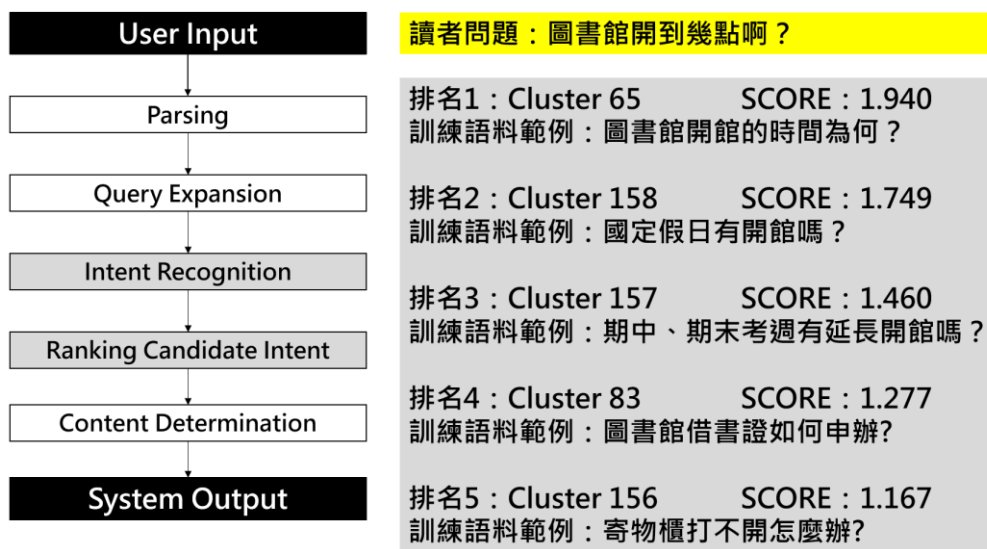 User Input
Parsing
Query Expansion
Intent Recognition
Ranking Candidate Intent
Content Determination
System Output
讀者問題：圖書館開到幾點啊？
排名1：Cluster 65 SCORE：1.940
訓練語料範例：圖書館開館的時間為何？
排名2：Cluster 158 SCORE：1.749
訓練語料範例：國定假日有開館嗎？
排名3：Cluster 157 SCORE：1.460
訓練語料範例：期中、期末考週有延長開館嗎？
排名4：Cluster 83 SCORE：1.277
訓練語料範例：圖書館借書證如何申辦?
排名5：Cluster 156 SCORE：1.167
訓練語料範例：寄物櫃打不開怎麼辦?